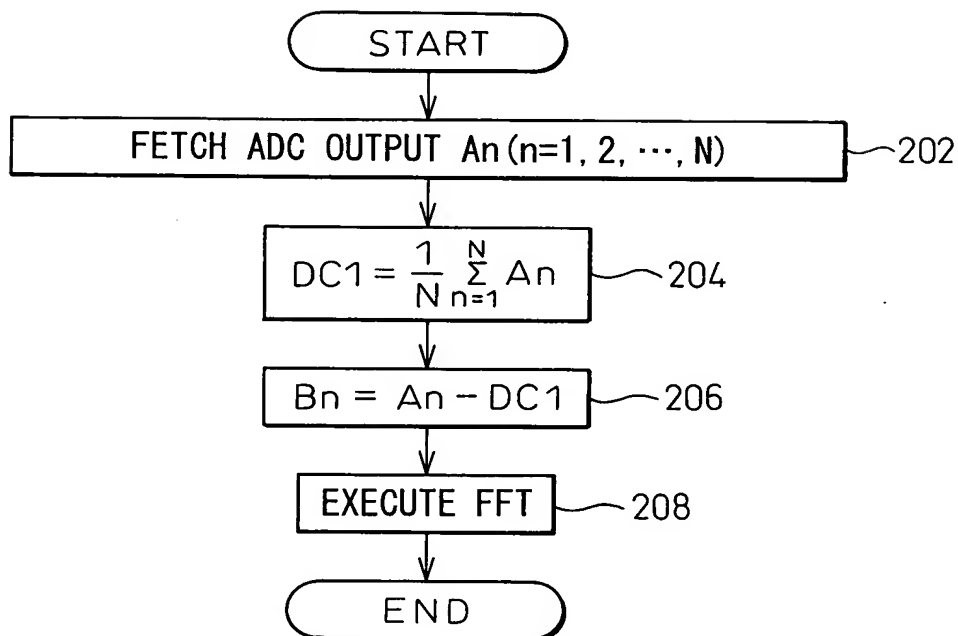 START
FETCH ADC OUTPUT An(n=1, 2, ⋯, N)
202
DC1 = 1/N Σ_{n=1}^{N} An
204
Bn = An - DC1
206
EXECUTE FFT
208
END